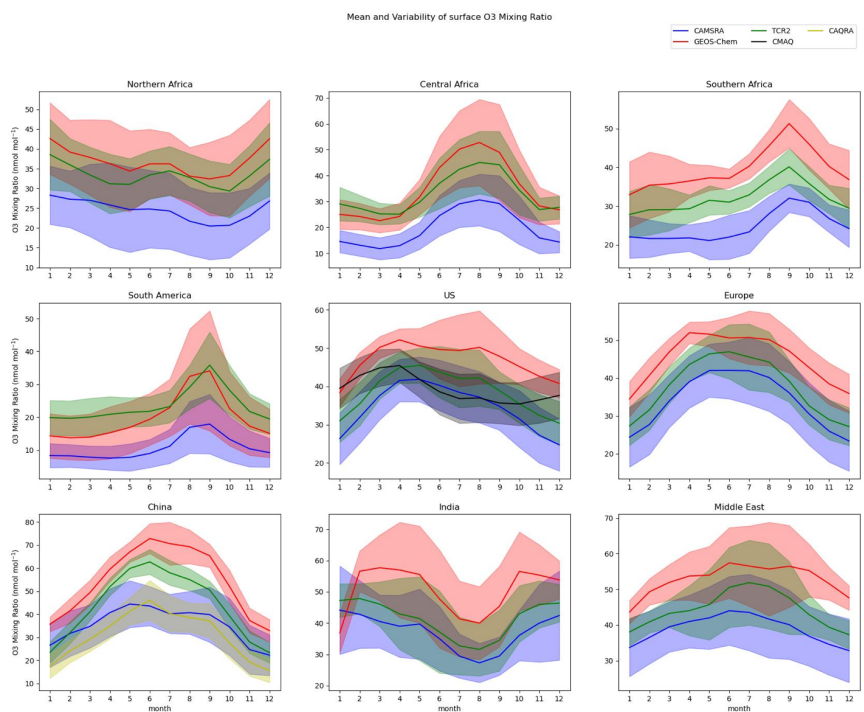 Mean and Variability of surface O3 Mixing Ratio
CAMSRA TCR2 CAQRA
GEOS-Chem CMAQ
Northern Africa Central Africa Southern Africa
O3 Mixing Ratio (nmol mol⁻¹)
50
45
40
35
30
25
20
15
10
1 2 3 4 5 6 7 8 9 10 11 12
70
60
50
40
30
20
10
1 2 3 4 5 6 7 8 9 10 11 12
50
40
30
20
1 2 3 4 5 6 7 8 9 10 11 12
South America US Europe
O3 Mixing Ratio (nmol mol⁻¹)
50
40
30
20
10
1 2 3 4 5 6 7 8 9 10 11 12
60
50
40
30
20
1 2 3 4 5 6 7 8 9 10 11 12
60
50
40
30
20
1 2 3 4 5 6 7 8 9 10 11 12
China India Middle East
O3 Mixing Ratio (nmol mol⁻¹)
80
70
60
50
40
30
20
10
1 2 3 4 5 6 7 8 9 10 11 12
month
70
60
50
40
30
20
1 2 3 4 5 6 7 8 9 10 11 12
month
70
60
50
40
30
1 2 3 4 5 6 7 8 9 10 11 12
month